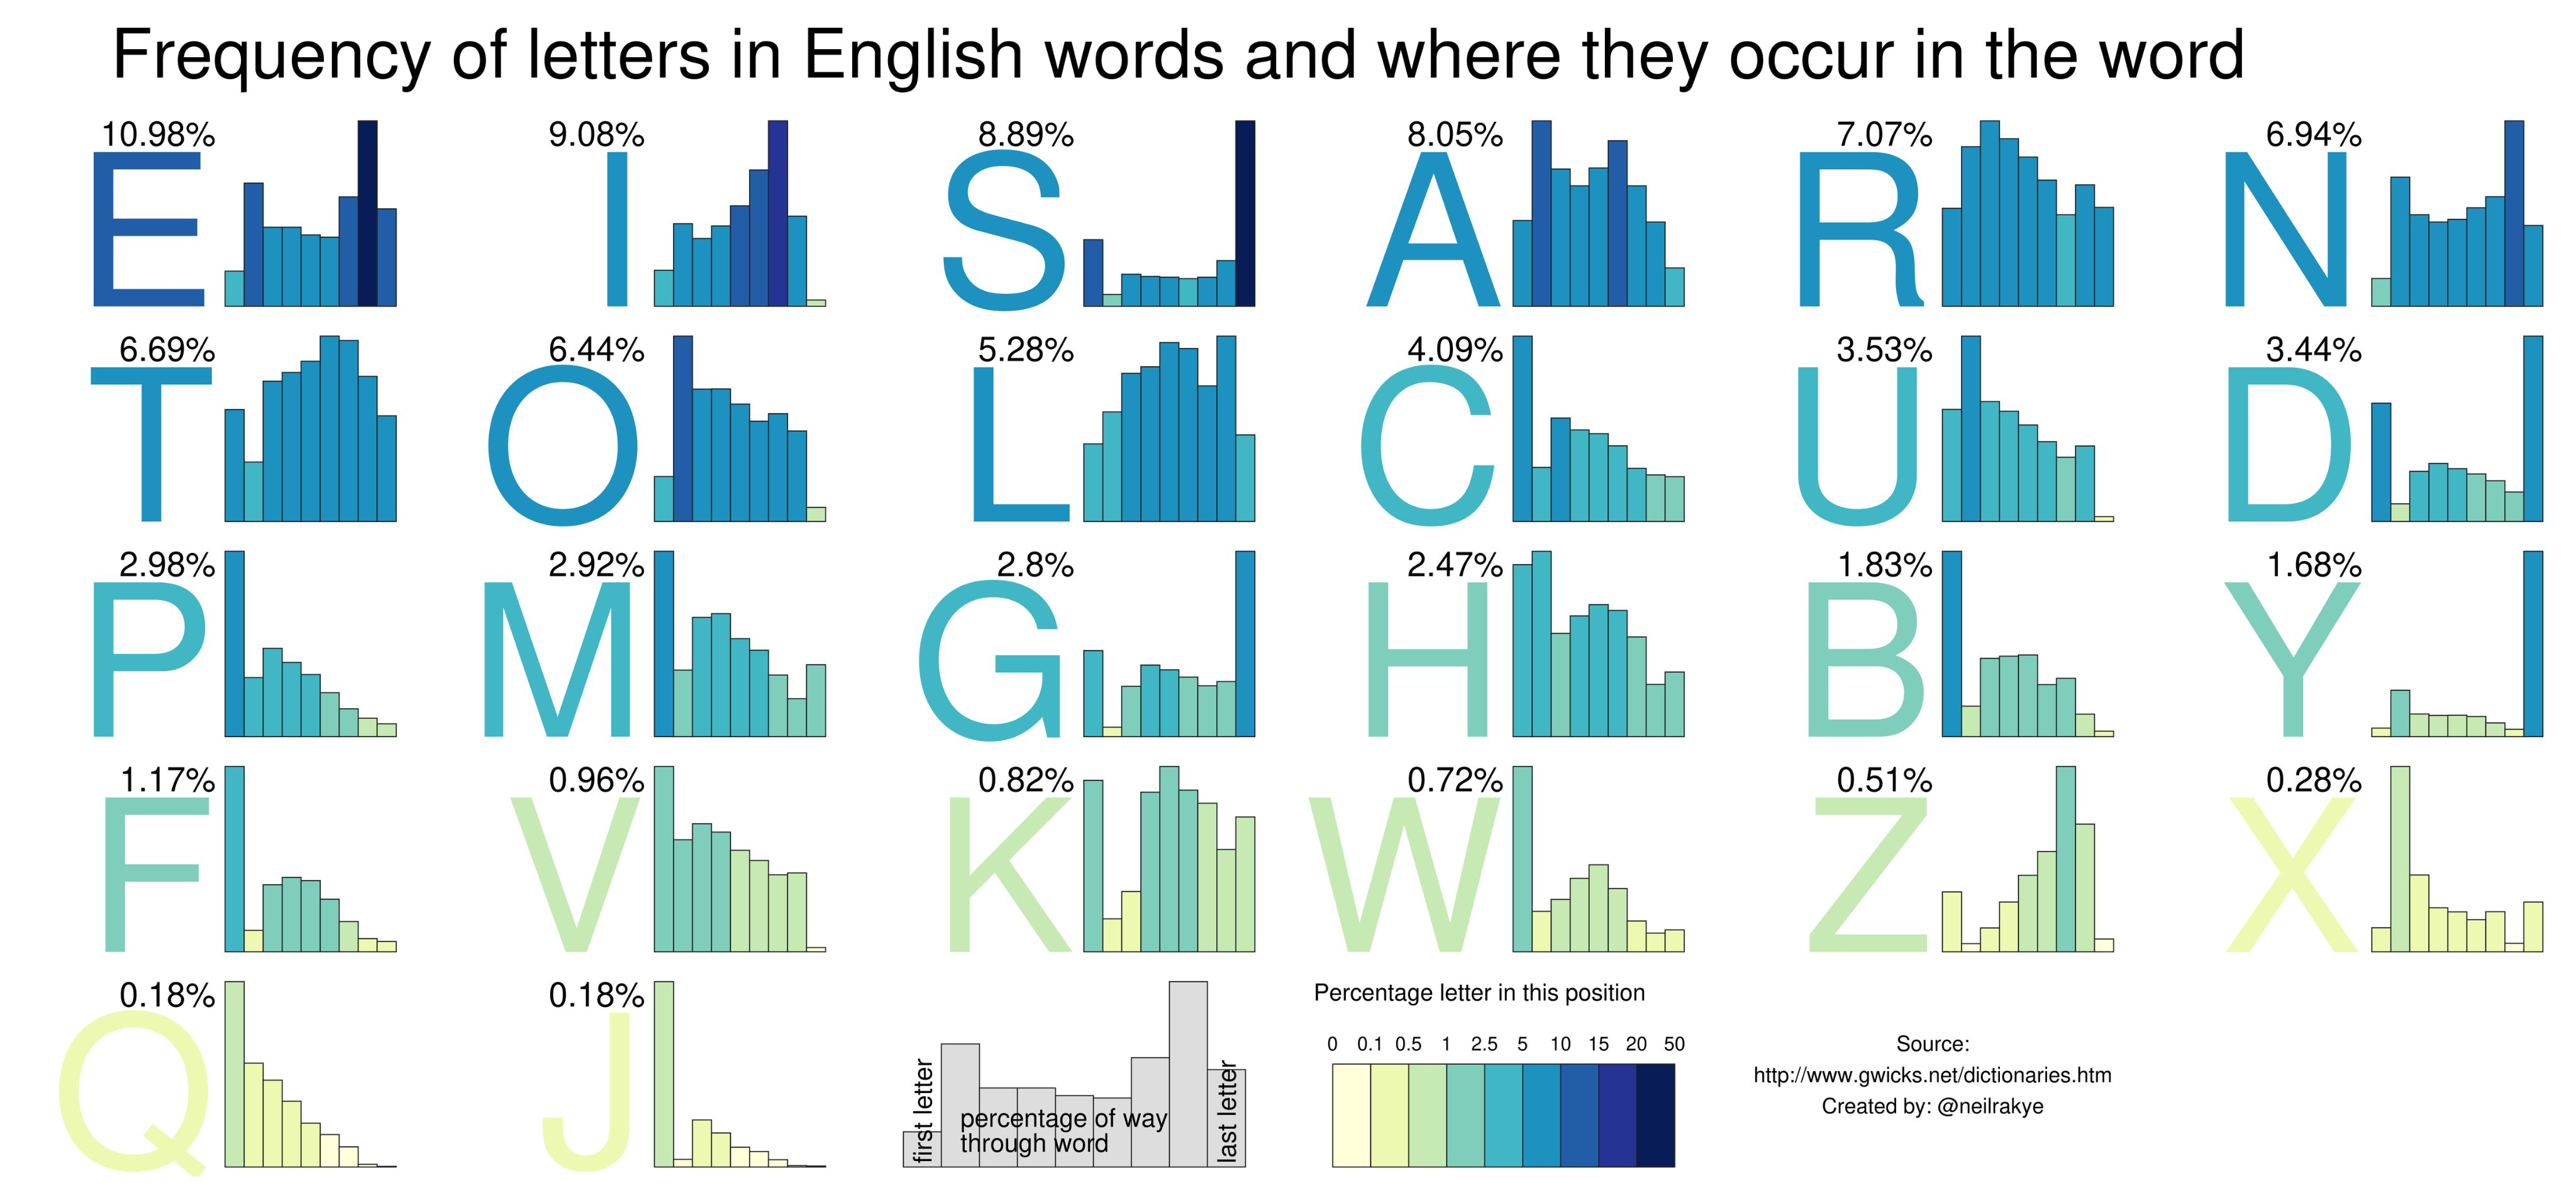 Frequency of letters in English words and where they occur in the word
10.98% 9.08% 8.89% 8.05% 7.07% 6.94%
E I S A R N
6.69% 6.44% 5.28% 4.09% 3.53% 3.44%
T O L C U D
2.98% 2.92% 2.8% 2.47% 1.83% 1.68%
P M G H B Y
1.17% 0.96% 0.82% 0.72% 0.51% 0.28%
F V K W Z X
0.18% 0.18%
Q J
first letter
percentage of way
through word
last letter
Percentage letter in this position
0 0.1 0.5 1 2.5 5 10 15 20 50
Source:
http://www.gwicks.net/dictionaries.htm
Created by: @neilrakye